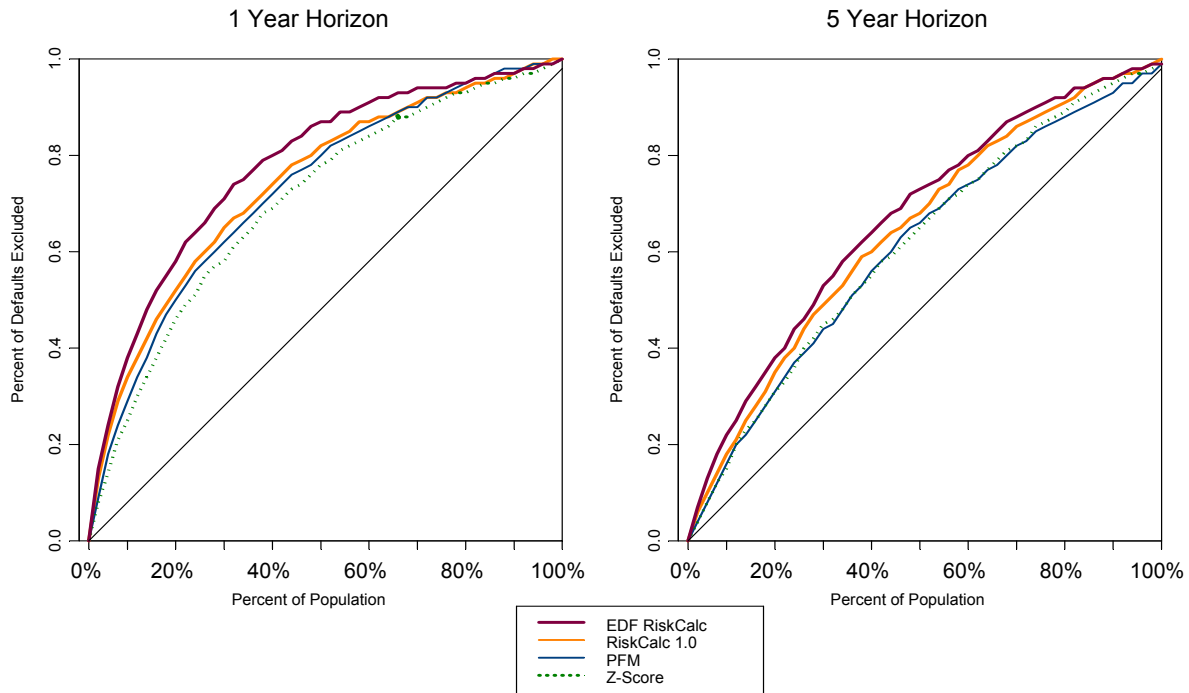 1 Year Horizon
5 Year Horizon
Percent of Defaults Excluded
1.0
0.8
0.6
0.4
0.2
0.0
0% 20% 40% 60% 80% 100%
Percent of Population
Percent of Defaults Excluded
1.0
0.8
0.6
0.4
0.2
0.0
0% 20% 40% 60% 80% 100%
Percent of Population
EDF RiskCalc
RiskCalc 1.0
PFM
Z-Score